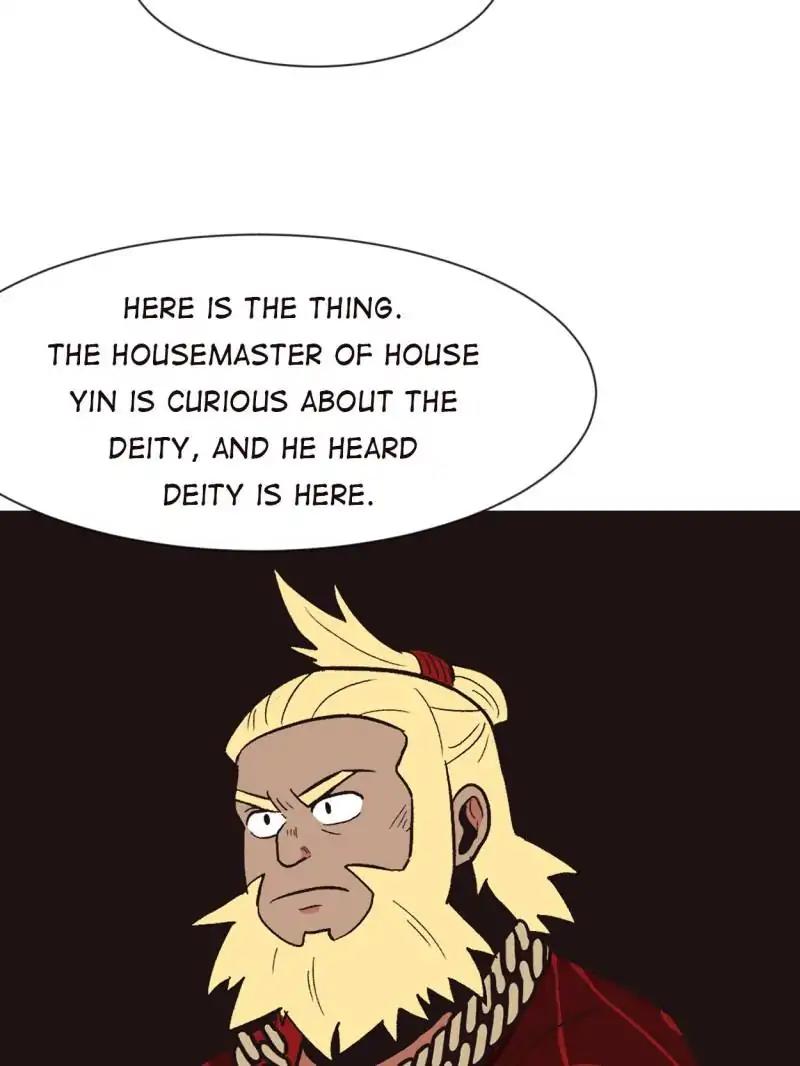 HERE IS THE THING.
THE HOUSEMASTER OF HOUSE
YIN IS CURIOUS ABOUT THE
DEITY, AND HE HEARD
DEITY IS HERE.